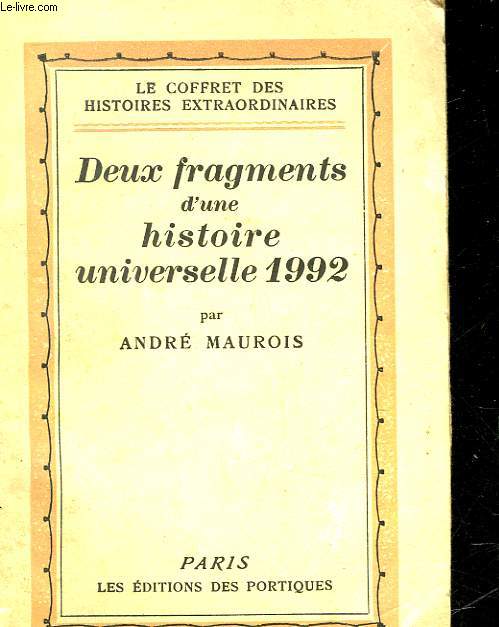 Le-livre.com
LE COFFRET DES
HISTOIRES EXTRAORDINAIRES
Deux fragments
d'une
histoire
universelle 1992
par
ANDRÉ MAUROIS
PARIS
LES ÉDITIONS DES PORTIQUES